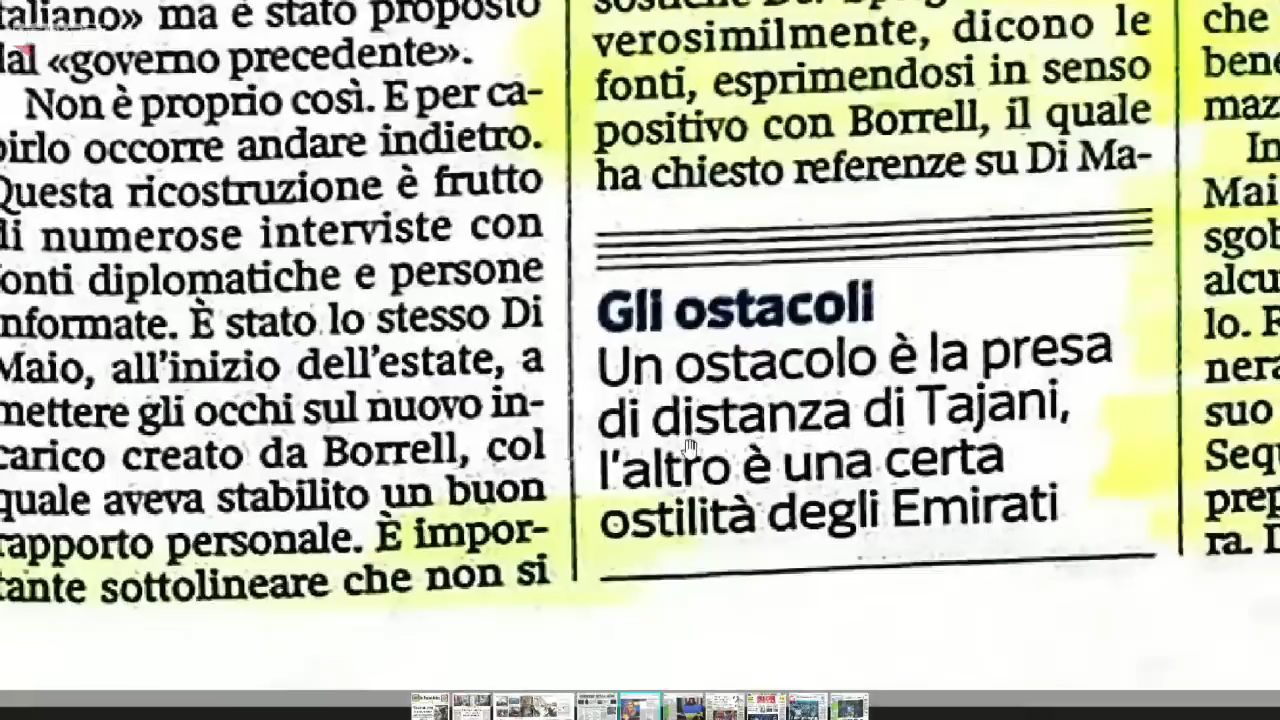 italiano» ma è stato proposto
dal «governo precedente».
Non è proprio così. E per ca-
pirlo occorre andare indietro.
Questa ricostruzione è frutto
di numerose interviste con
fonti diplomatiche e persone
informate. È stato lo stesso Di
Maio, all'inizio dell'estate, a
mettere gli occhi sul nuovo in-
carico creato da Borrell, col
quale aveva stabilito un buon
rapporto personale. È impor-
tante sottolineare che non si
verosimilmente, dicono le
fonti, esprimendosi in senso
positivo con Borrell, il quale
ha chiesto referenze su Di Ma-
Gli ostacoli
Un ostacolo è la presa
di distanza di Tajani,
l'altro è una certa
ostilità degli Emirati
che
bene
maz
In
Mai
sgob
alcu
lo. E
nera
suo
Sequ
prep
ra. L